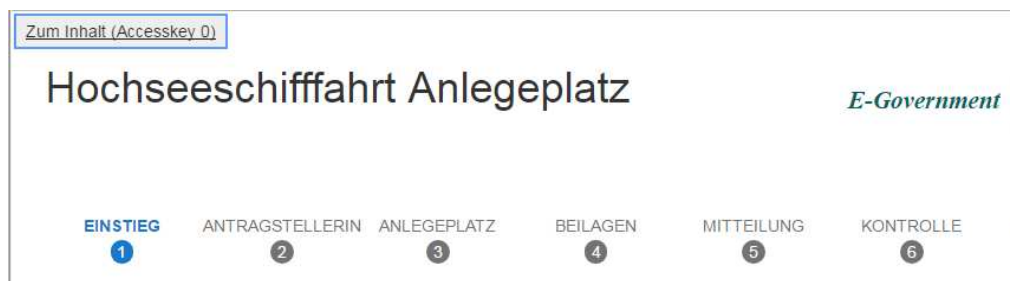 Zum Inhalt (Accesskey 0)
Hochseeschifffahrt Anlegeplatz
E-Government
EINSTIEG ANTRAGSTELLERIN ANLEGEPLATZ BEILAGEN MITTEILUNG KONTROLLE
1 2 3 4 5 6